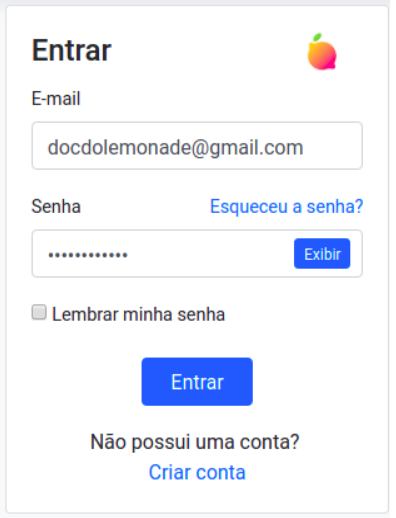 Entrar
E-mail
docdolemonade@gmail.com
Senha Esqueceu a senha?
•••••••••••• Exibir
Lembrar minha senha
Entrar
Não possui uma conta?
Criar conta